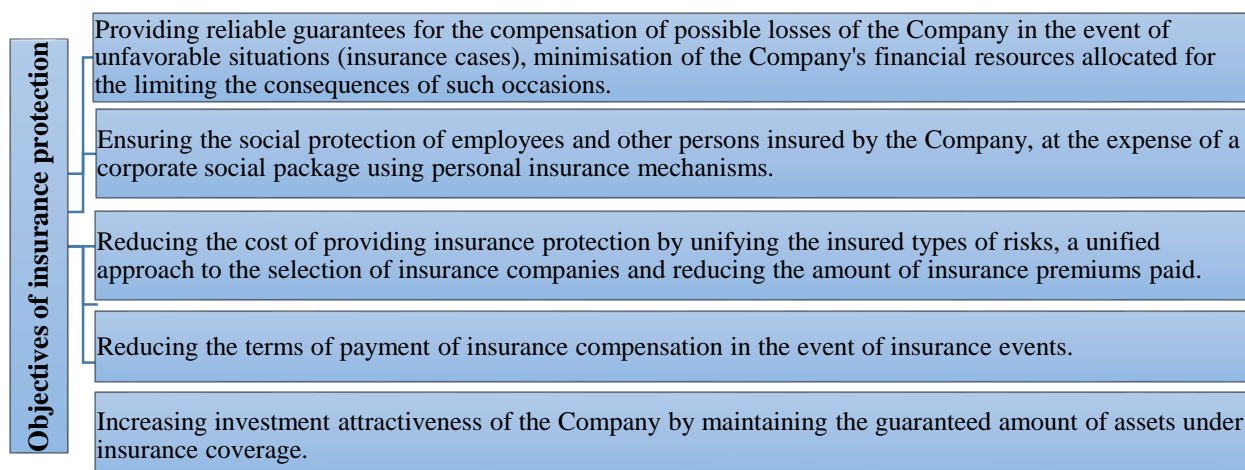 Objectives of insurance protection
Providing reliable guarantees for the compensation of possible losses of the Company in the event of
unfavorable situations (insurance cases), minimisation of the Company's financial resources allocated for
the limiting the consequences of such occasions.
Ensuring the social protection of employees and other persons insured by the Company, at the expense of a
corporate social package using personal insurance mechanisms.
Reducing the cost of providing insurance protection by unifying the insured types of risks, a unified
approach to the selection of insurance companies and reducing the amount of insurance premiums paid.
Reducing the terms of payment of insurance compensation in the event of insurance events.
Increasing investment attractiveness of the Company by maintaining the guaranteed amount of assets under
insurance coverage.